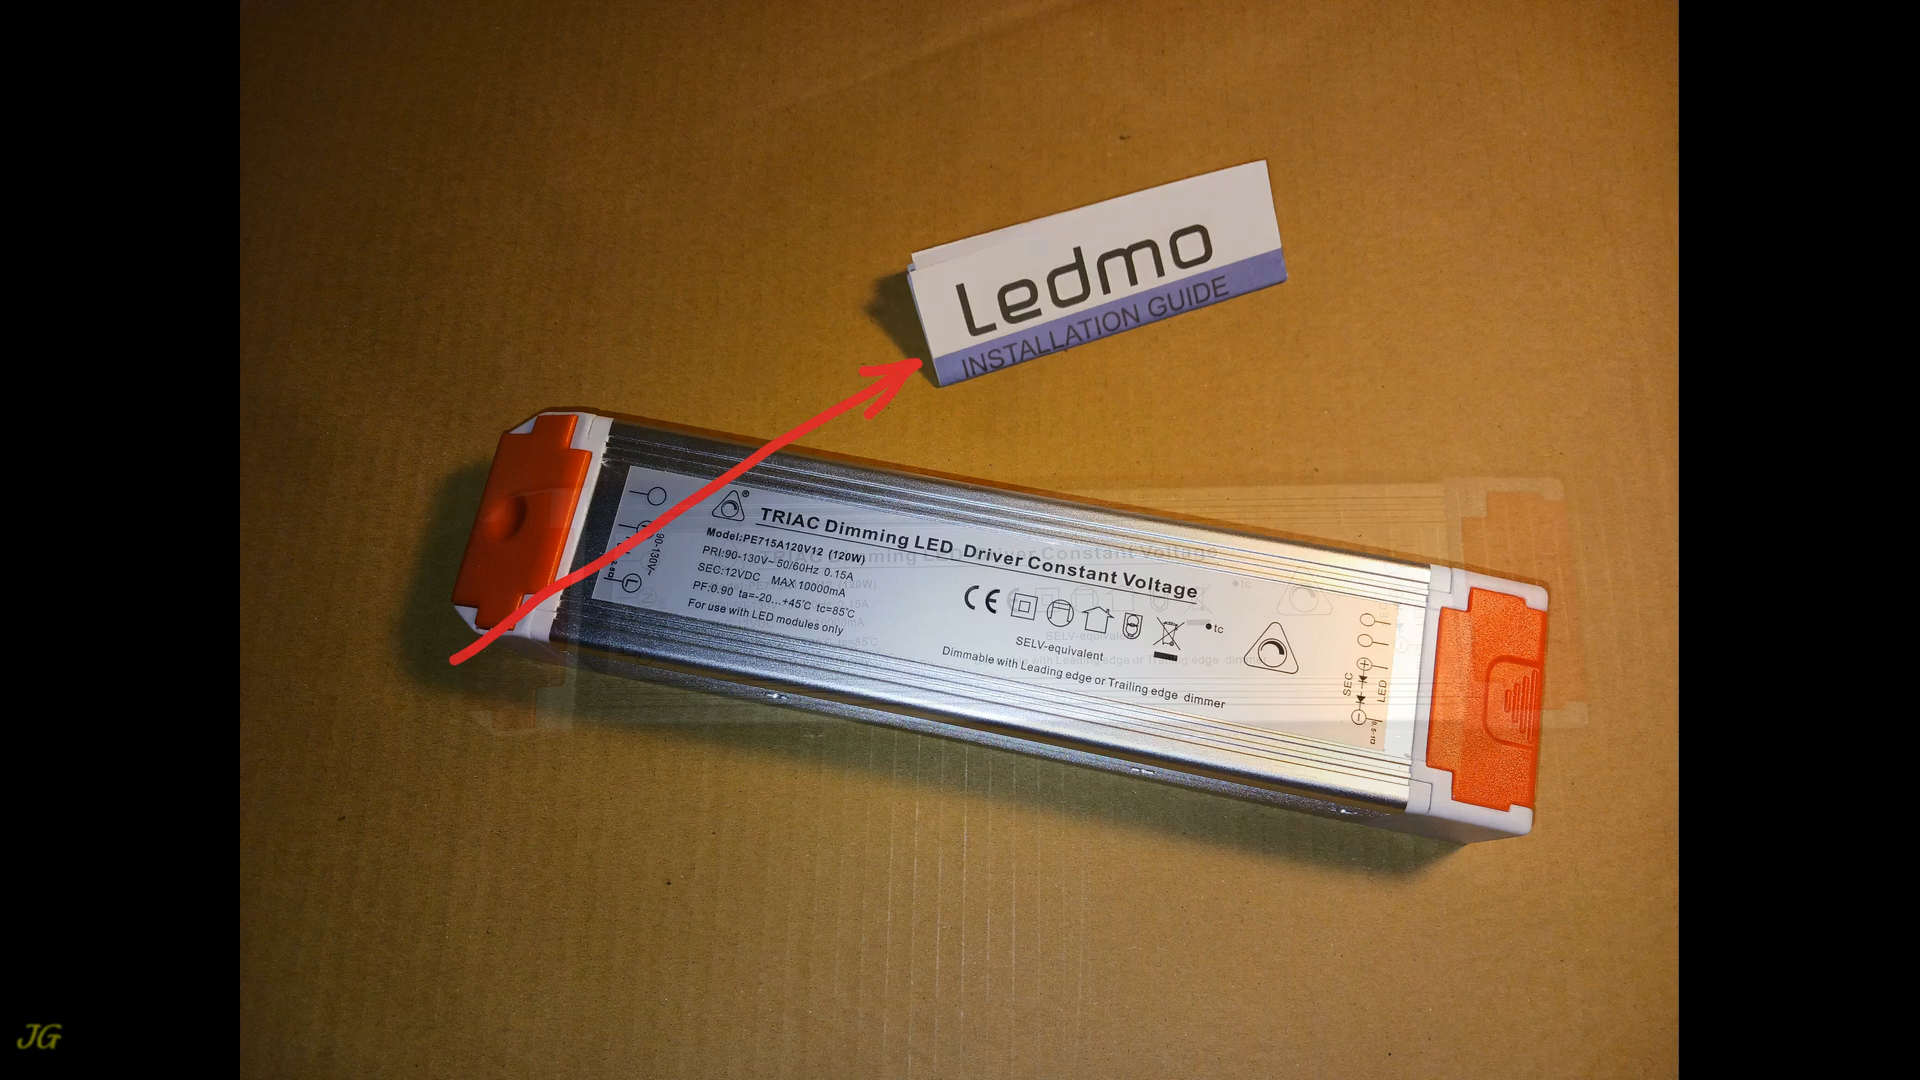 Ledmo
INSTALLATION GUIDE
TRIAC Dimming LED Driver Constant Voltage
Model:PE715A120V12 (120W)
PRI:90-130V~ 50/60Hz 0.15A
SEC:12VDC MAX 10000mA
PF:0.90 ta=-20...+45℃ tc=85℃
For use with LED modules only
90-130V~
L
CE
SELV-equivalent
Dimmable with Leading edge or Trailing edge dimmer
tc
SEC
LED
JG